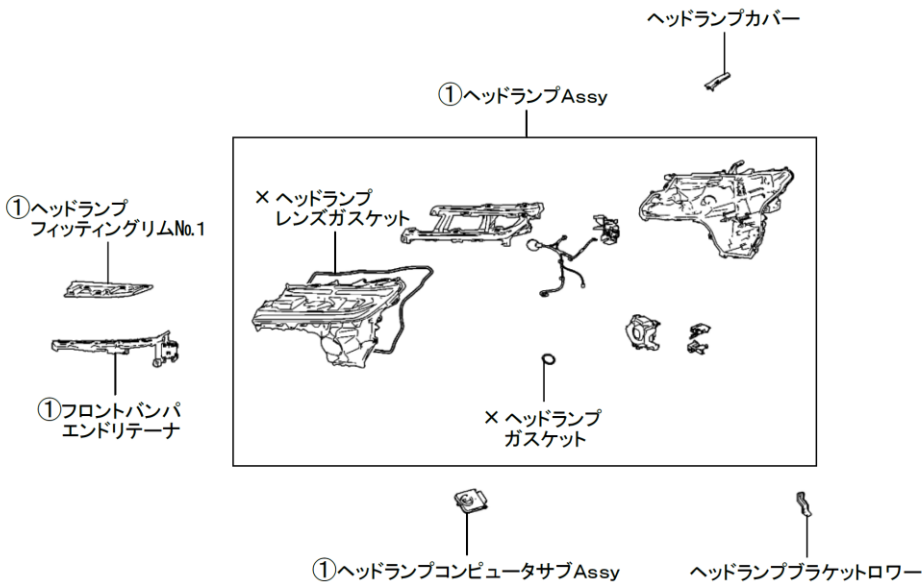 ヘッドランプカバー
①ヘッドランプAssy
× ヘッドランプ
レンズガスケット
①ヘッドランプ
フィッティングリムNo.1
①フロントバンパ
エンドリテーナ
× ヘッドランプ
ガスケット
①ヘッドランプコンピュータサブAssy
ヘッドランプブラケットロワー